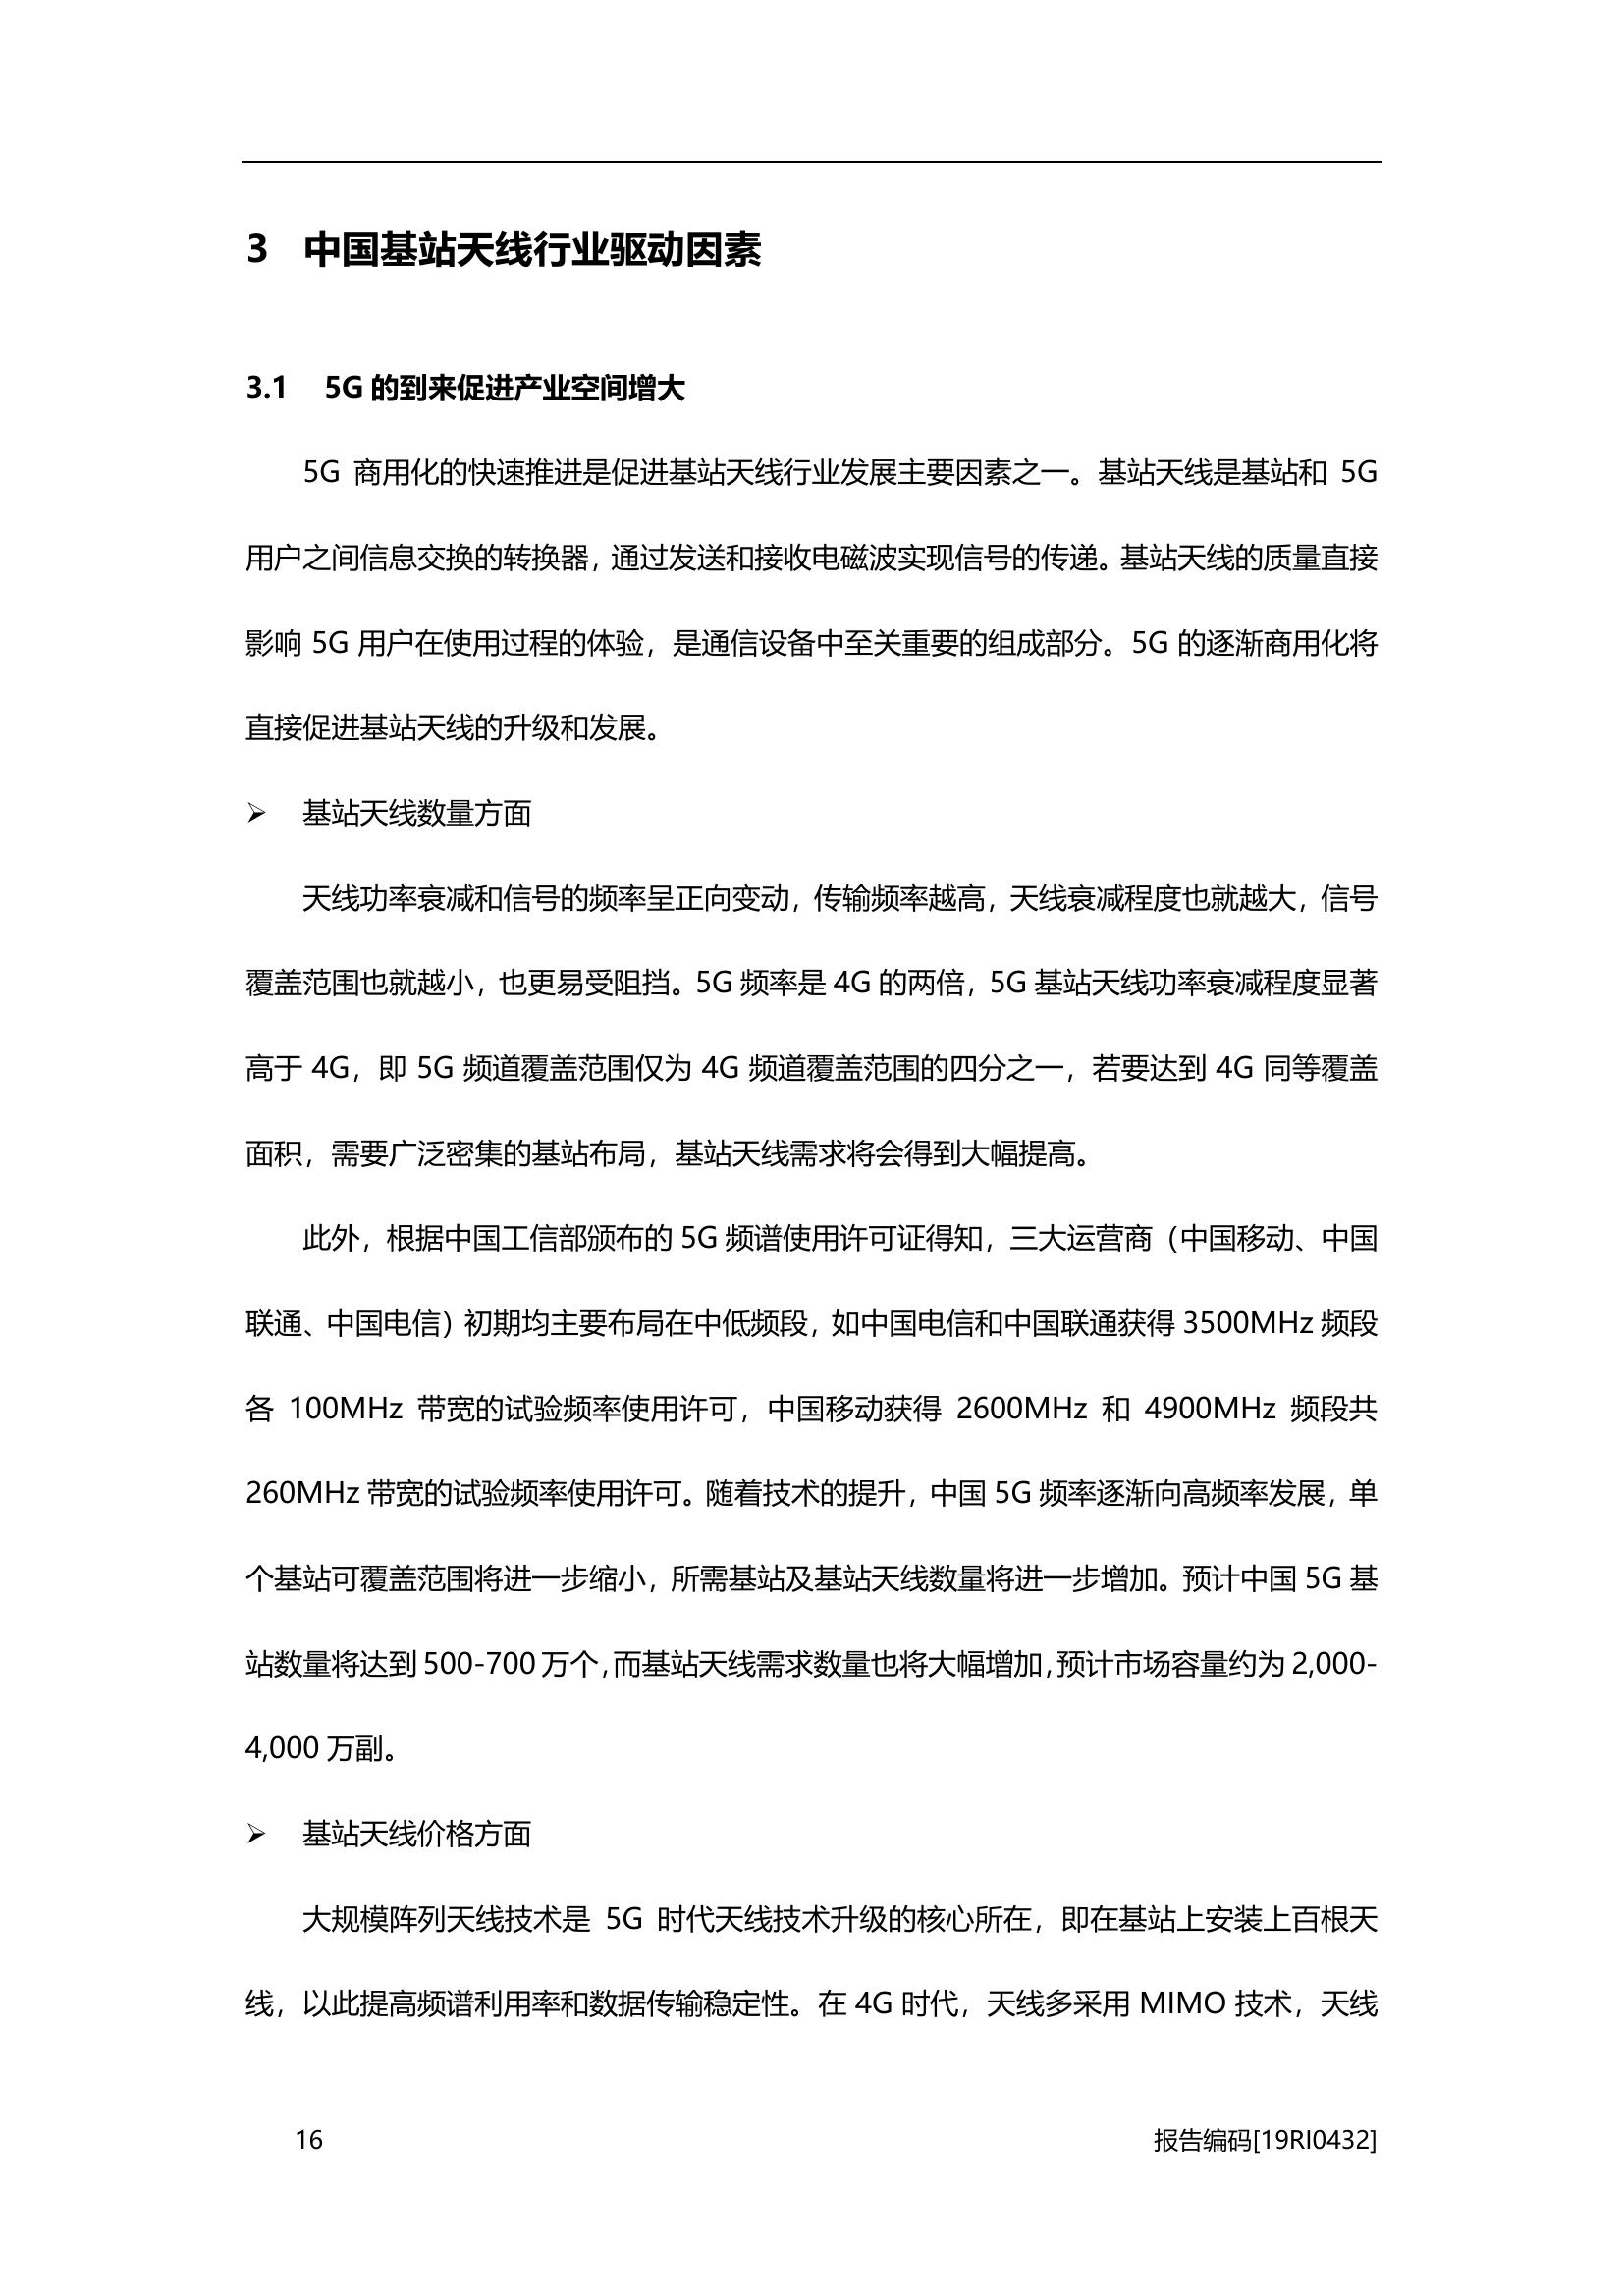 3 中国基站天线行业驱动因素
3.1 5G 的到来促进产业空间增大
5G 商用化的快速推进是促进基站天线行业发展主要因素之一。基站天线是基站和 5G
用户之间信息交换的转换器，通过发送和接收电磁波实现信号的传递。基站天线的质量直接
影响 5G 用户在使用过程的体验，是通信设备中至关重要的组成部分。5G 的逐渐商用化将
直接促进基站天线的升级和发展。
➢ 基站天线数量方面
天线功率衰减和信号的频率呈正向变动，传输频率越高，天线衰减程度也就越大，信号
覆盖范围也就越小，也更易受阻挡。5G 频率是 4G 的两倍，5G 基站天线功率衰减程度显著
高于 4G，即 5G 频道覆盖范围仅为 4G 频道覆盖范围的四分之一，若要达到 4G 同等覆盖
面积，需要广泛密集的基站布局，基站天线需求将会得到大幅提高。
此外，根据中国工信部颁布的 5G 频谱使用许可证得知，三大运营商（中国移动、中国
联通、中国电信）初期均主要布局在中低频段，如中国电信和中国联通获得 3500MHz 频段
各 100MHz 带宽的试验频率使用许可，中国移动获得 2600MHz 和 4900MHz 频段共
260MHz 带宽的试验频率使用许可。随着技术的提升，中国 5G 频率逐渐向高频率发展，单
个基站可覆盖范围将进一步缩小，所需基站及基站天线数量将进一步增加。预计中国 5G 基
站数量将达到 500-700 万个，而基站天线需求数量也将大幅增加，预计市场容量约为 2,000-
4,000 万副。
➢ 基站天线价格方面
大规模阵列天线技术是 5G 时代天线技术升级的核心所在，即在基站上安装上百根天
线，以此提高频谱利用率和数据传输稳定性。在 4G 时代，天线多采用 MIMO 技术，天线
16 报告编码[19RI0432]